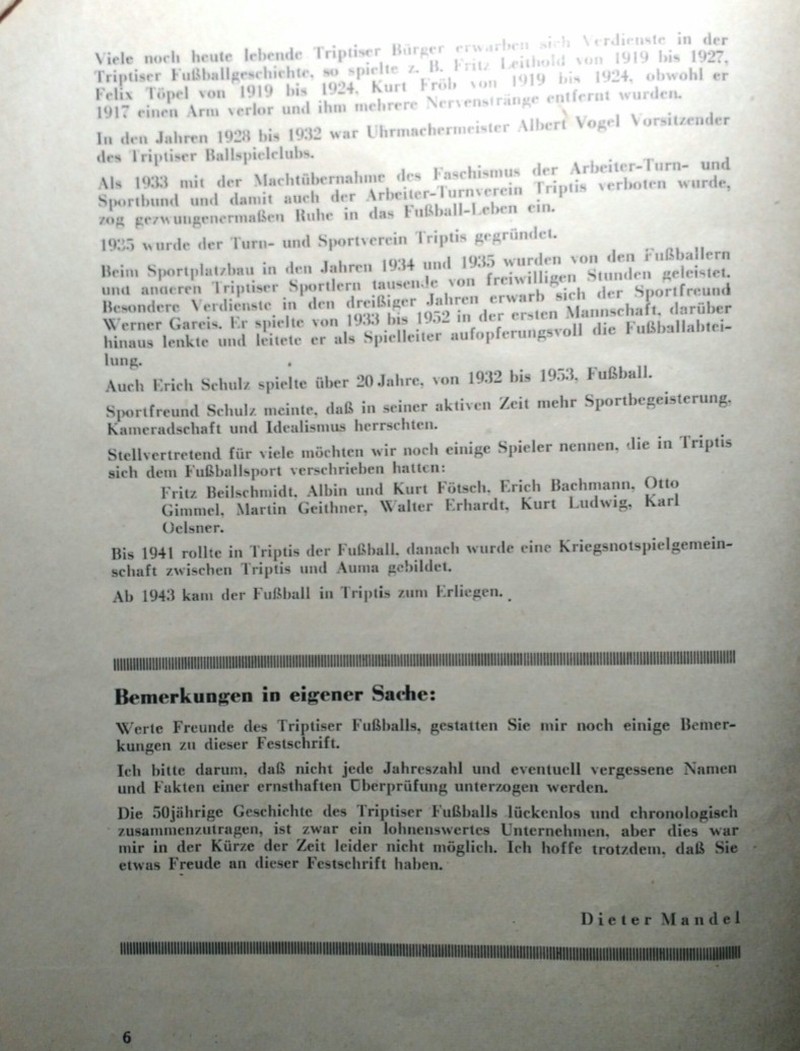 Viele noch heute lebende Triptiser Bürger erwarben sich Verdienste in der
Triptiser Fußballgeschichte, so spielte z. B. Fritz Leithold von 1919 bis 1927,
Felix Töpel von 1919 bis 1924, Kurt Fröb von 1919 bis 1924, obwohl er
1917 einen Arm verlor und ihm mehrere Nervenstränge entfernt wurden.
In den Jahren 1928 bis 1932 war Uhrmachermeister Albert Vogel Vorsitzender
des Triptiser Ballspielclubs.
Als 1933 mit der Machtübernahme des Faschismus der Arbeiter-Turn- und
Sportbund und damit auch der Arbeiter-Turnverein Triptis verboten wurde,
zog gezwungenermaßen Ruhe in das Fußball-Leben ein.
1935 wurde der Turn- und Sportverein Triptis gegründet.
Beim Sportplatzbau in den Jahren 1934 und 1935 wurden von den Fußballern
und anderen Triptiser Sportlern tausende von freiwilligen Stunden geleistet.
Besondere Verdienste in den dreißiger Jahren erwarb sich der Sportfreund
Werner Gareis. Er spielte von 1933 bis 1952 in der ersten Mannschaft, darüber
hinaus lenkte und leitete er als Spielleiter aufopferungsvoll die Fußballabtei-
lung.
Auch Erich Schulz spielte über 20 Jahre, von 1932 bis 1953, Fußball.
Sportfreund Schulz meinte, daß in seiner aktiven Zeit mehr Sportbegeisterung,
Kameradschaft und Idealismus herrschten.
Stellvertretend für viele möchten wir noch einige Spieler nennen, die in Triptis
sich dem Fußballsport verschrieben hatten:
Fritz Beilschmidt, Albin und Kurt Fötsch, Erich Bachmann, Otto
Gimmel, Martin Geithner, Walter Erhardt, Kurt Ludwig, Karl
Oelsner.
Bis 1941 rollte in Triptis der Fußball, danach wurde eine Kriegsnotspielgemein-
schaft zwischen Triptis und Auma gebildet.
Ab 1943 kam der Fußball in Triptis zum Erliegen.
Bemerkungen in eigener Sache:
Werte Freunde des Triptiser Fußballs, gestatten Sie mir noch einige Bemer-
kungen zu dieser Festschrift.
Ich bitte darum, daß nicht jede Jahreszahl und eventuell vergessene Namen
und Fakten einer ernsthaften Überprüfung unterzogen werden.
Die 50jährige Geschichte des Triptiser Fußballs lückenlos und chronologisch
zusammenzutragen, ist zwar ein lohnenswertes Unternehmen, aber dies war
mir in der Kürze der Zeit leider nicht möglich. Ich hoffe trotzdem, daß Sie
etwas Freude an dieser Festschrift haben.
Dieter Mandel
6